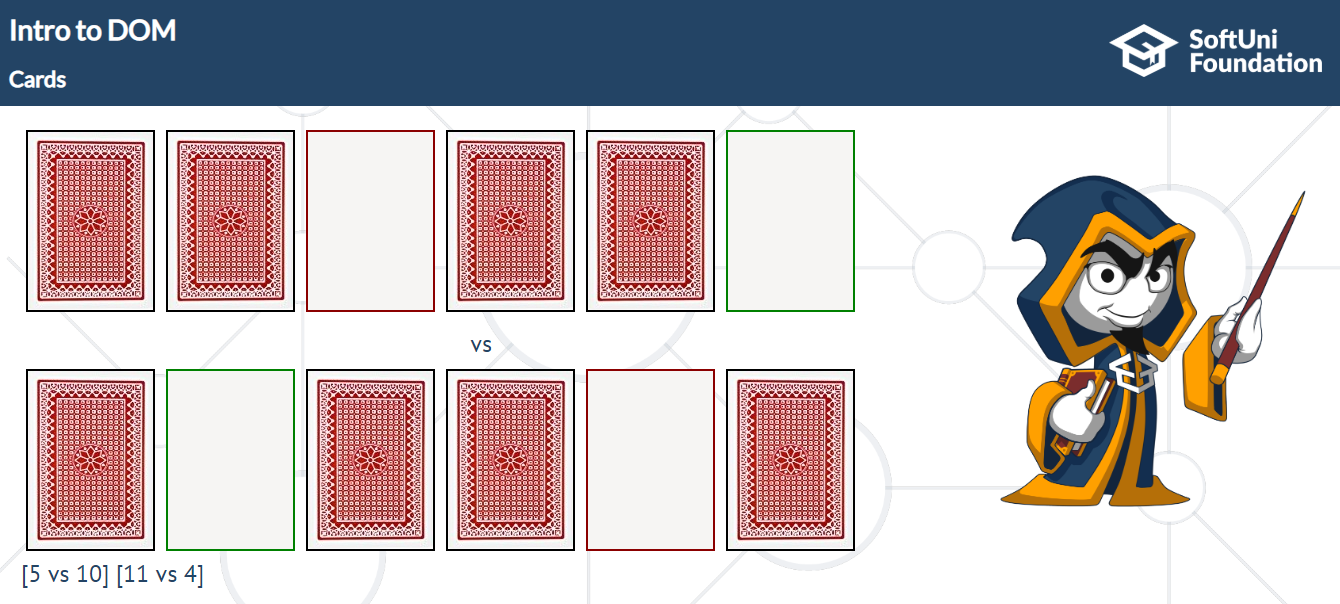 Intro to DOM
Cards
SoftUni
Foundation
vs
[5 vs 10] [11 vs 4]